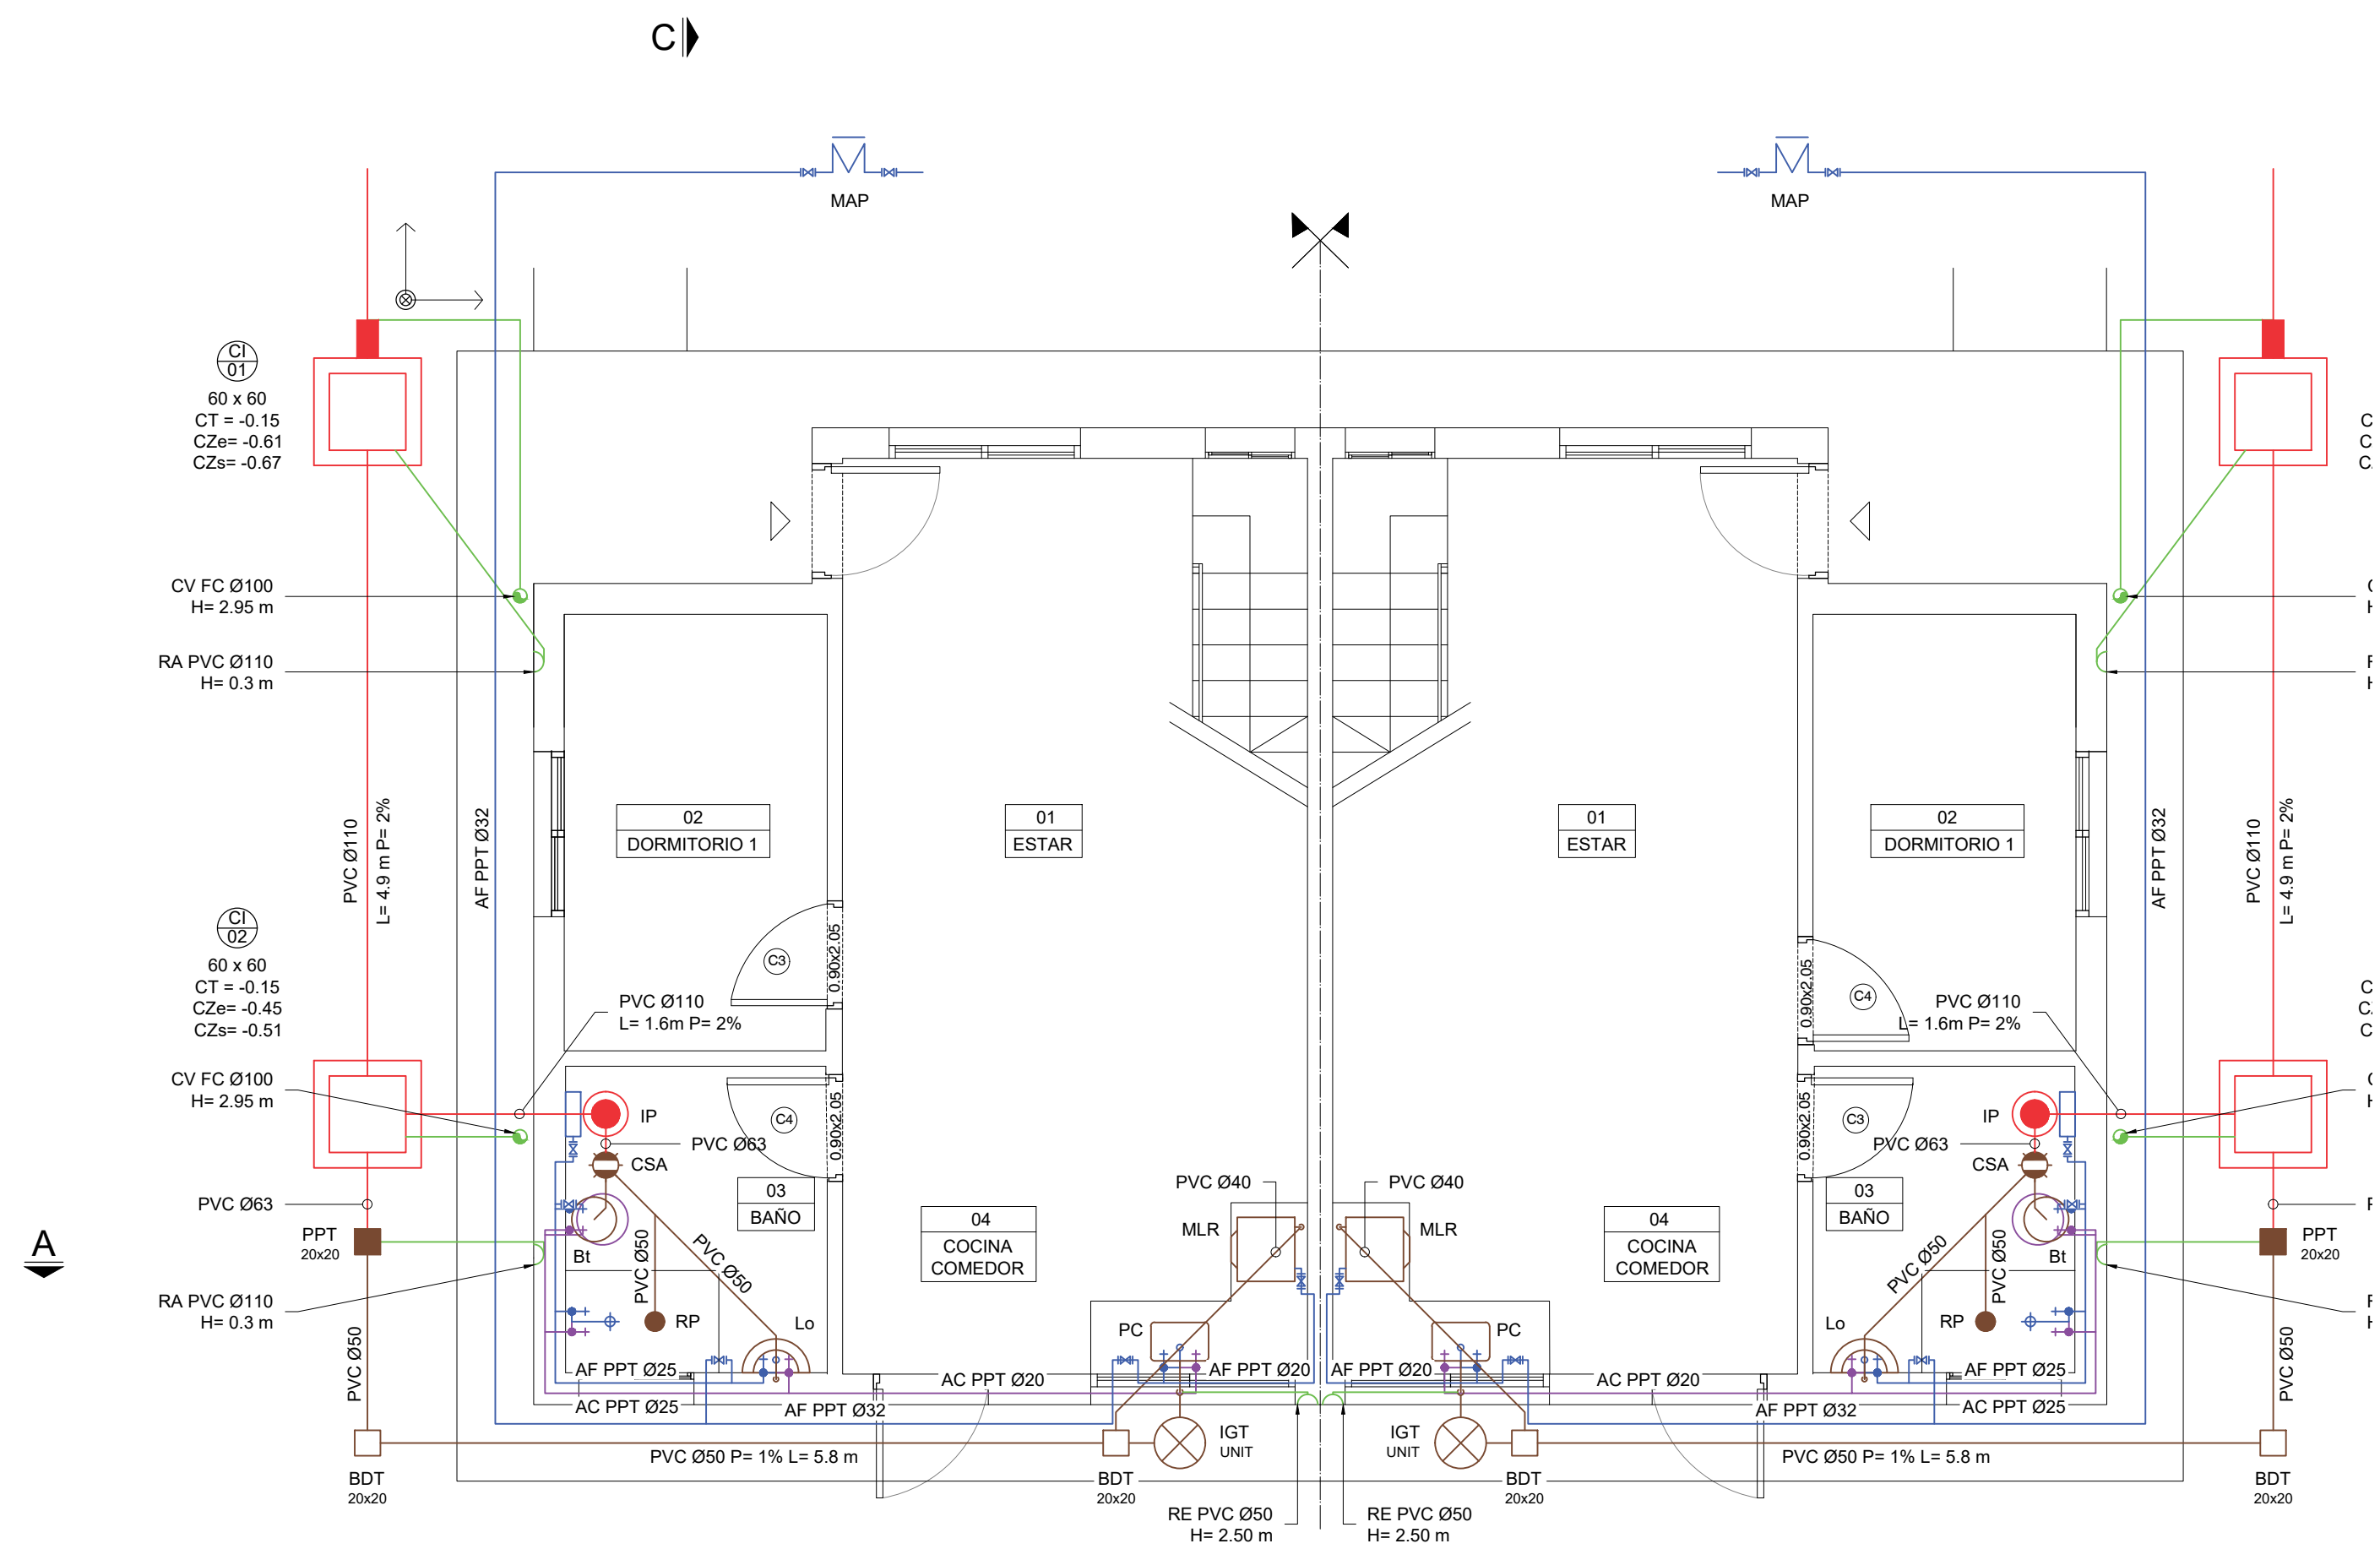 C
MAP
MAP
CI
01
60 x 60
CT = -0.15
CZe= -0.61
CZs= -0.67
C
C
C.
CV FC Ø100
H= 2.95 m
RA PVC Ø110
H= 0.3 m
PVC Ø110
L= 4.9 m P= 2%
AF PPT Ø32
02
DORMITORIO 1
01
ESTAR
01
ESTAR
02
DORMITORIO 1
AF PPT Ø32
PVC Ø110
L= 4.9 m P= 2%
CI
02
60 x 60
CT = -0.15
CZe= -0.45
CZs= -0.51
C3
0.90x2.05
0.90x2.05
C4
PVC Ø110
L= 1.6m P= 2%
PVC Ø110
L= 1.6m P= 2%
C
C.
C
CV FC Ø100
H= 2.95 m
IP
PVC Ø63
CSA
C4
0.90x2.05
0.90x2.05
C3
IP
PVC Ø63
CSA
PVC Ø63
03
BAÑO
PVC Ø40
PVC Ø40
03
BAÑO
A
PPT
20x20
Bt
PVC Ø50
PVC Ø50
04
COCINA
COMEDOR
MLR
MLR
04
COCINA
COMEDOR
PVC Ø50
PVC Ø50
Bt
PPT
20x20
RA PVC Ø110
H= 0.3 m
RP
Lo
PC
PC
Lo
RP
PVC Ø50
PVC Ø50
AF PPT Ø25
AC PPT Ø20
AF PPT Ø20
AF PPT Ø20
AC PPT Ø20
AF PPT Ø25
AC PPT Ø25
AF PPT Ø32
AF PPT Ø32
AC PPT Ø25
IGT
UNIT
IGT
UNIT
PVC Ø50 P= 1% L= 5.8 m
PVC Ø50 P= 1% L= 5.8 m
BDT
20x20
BDT
20x20
BDT
20x20
BDT
20x20
RE PVC Ø50
H= 2.50 m
RE PVC Ø50
H= 2.50 m